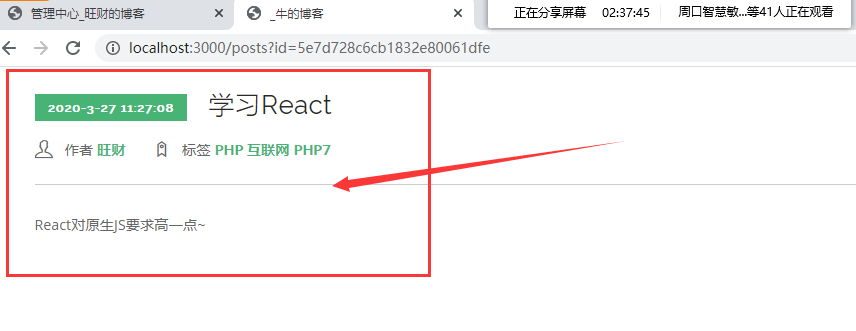 管理中心_旺财的博客
_牛的博客
正在分享屏幕 02:37:45 周口智慧敏...等41人正在观看
localhost:3000/posts?id=5e7d728c6cb1832e80061dfe
2020-3-27 11:27:08 学习React
作者 旺财 标签 PHP 互联网 PHP7
React对原生JS要求高一点~